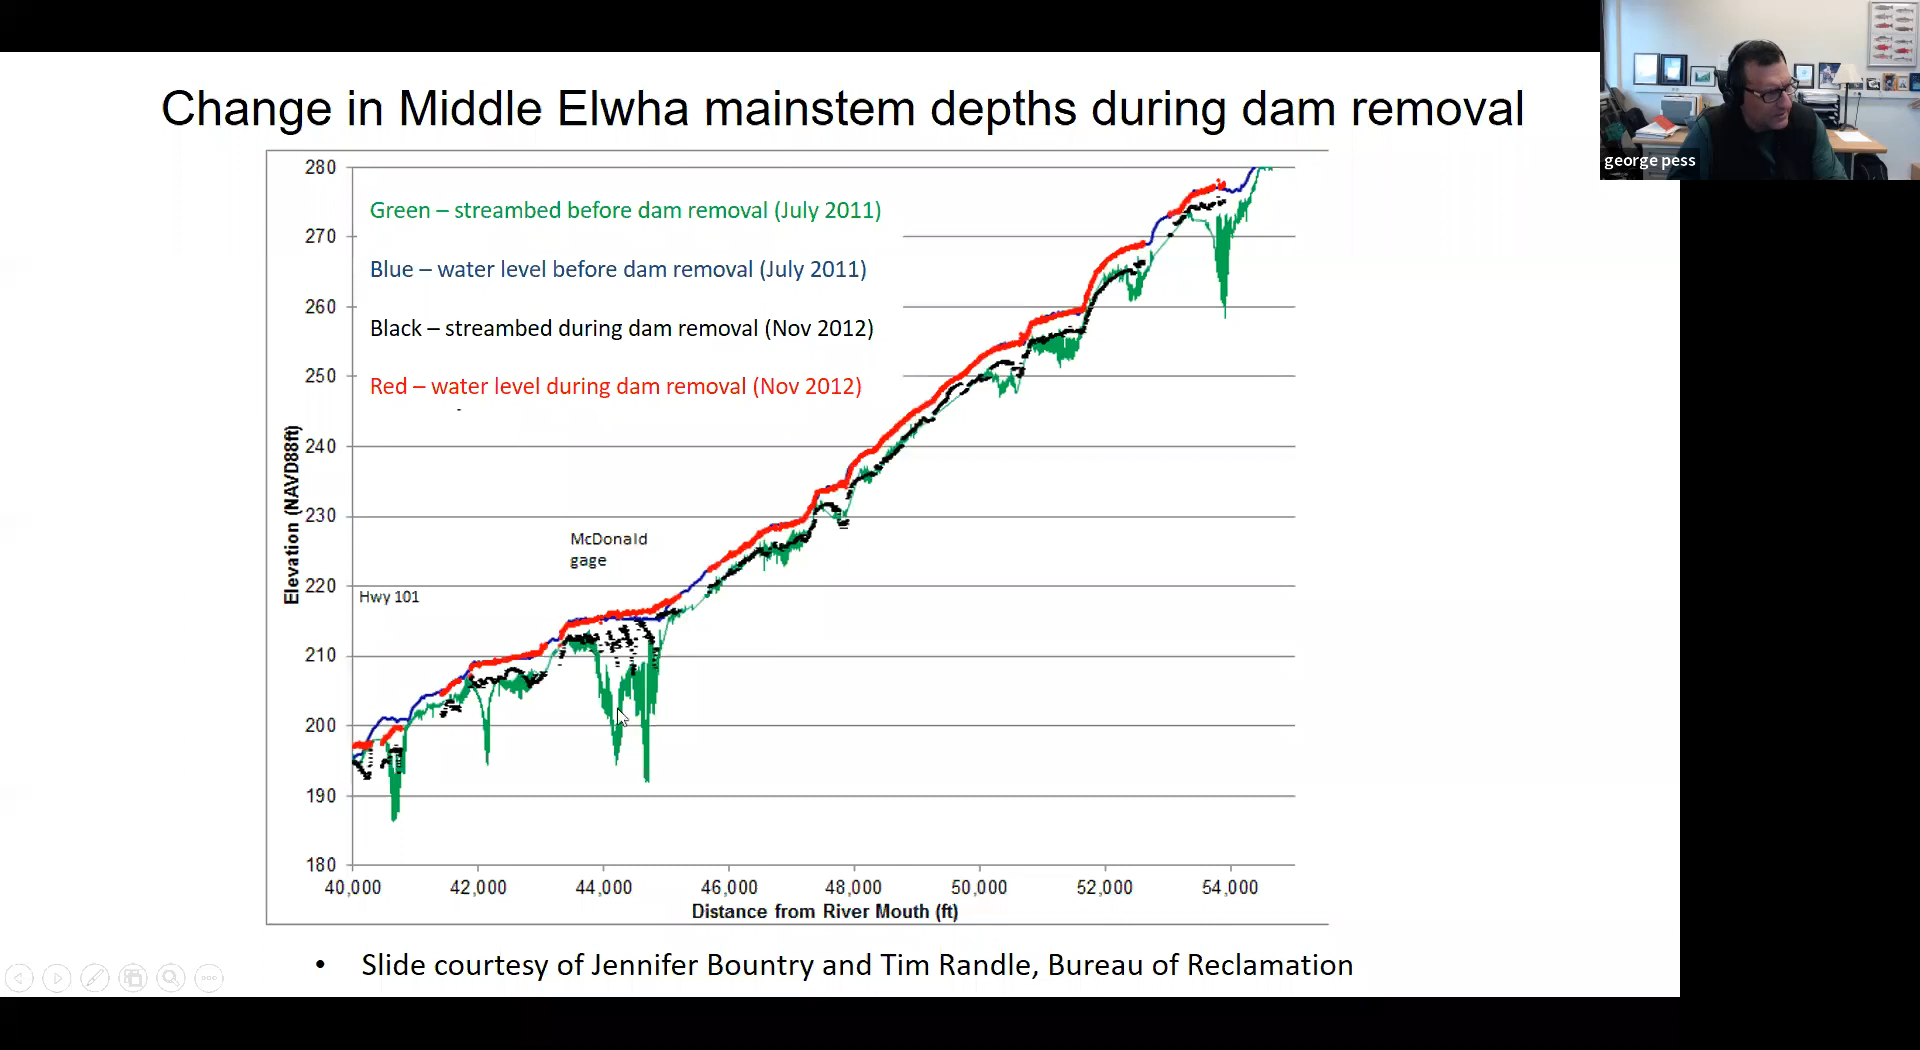 Change in Middle Elwha mainstem depths during dam removal
george pess
280
270
260
250
240
230
220
210
200
190
180
Elevation (NAVD88ft)
Green – streambed before dam removal (July 2011)
Blue – water level before dam removal (July 2011)
Black – streambed during dam removal (Nov 2012)
Red – water level during dam removal (Nov 2012)
McDonald
gage
Hwy 101
40,000 42,000 44,000 46,000 48,000 50,000 52,000 54,000
Distance from River Mouth (ft)
• Slide courtesy of Jennifer Bountry and Tim Randle, Bureau of Reclamation